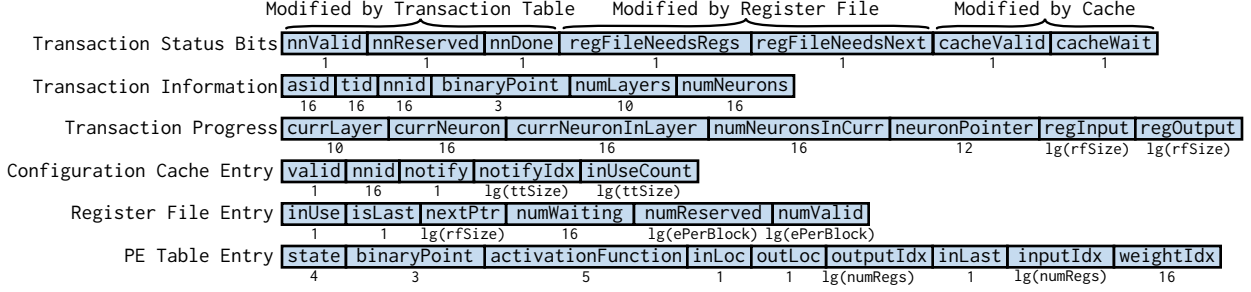 Modified by Transaction Table Modified by Register File Modified by Cache
Transaction Status Bits nnValid nnReserved nnDone regFileNeedsRegs regFileNeedsNext cacheValid cacheWait
1 1 1 1 1 1 1
Transaction Information asid tid nnid binaryPoint numLayers numNeurons
16 16 16 3 10 16
Transaction Progress currLayer currNeuron currNeuronInLayer numNeuronsInCurr neuronPointer regInput regOutput
10 16 16 16 12 lg(rfSize) lg(rfSize)
Configuration Cache Entry valid nnid notify notifyIdx inUseCount
1 16 1 lg(ttSize) lg(ttSize)
Register File Entry inUse isLast nextPtr numWaiting numReserved numValid
1 1 lg(rfSize) 16 lg(ePerBlock) lg(ePerBlock)
PE Table Entry state binaryPoint activationFunction inLoc outLoc outputIdx inLast inputIdx weightIdx
4 3 5 1 1 lg(numRegs) 1 lg(numRegs) 16